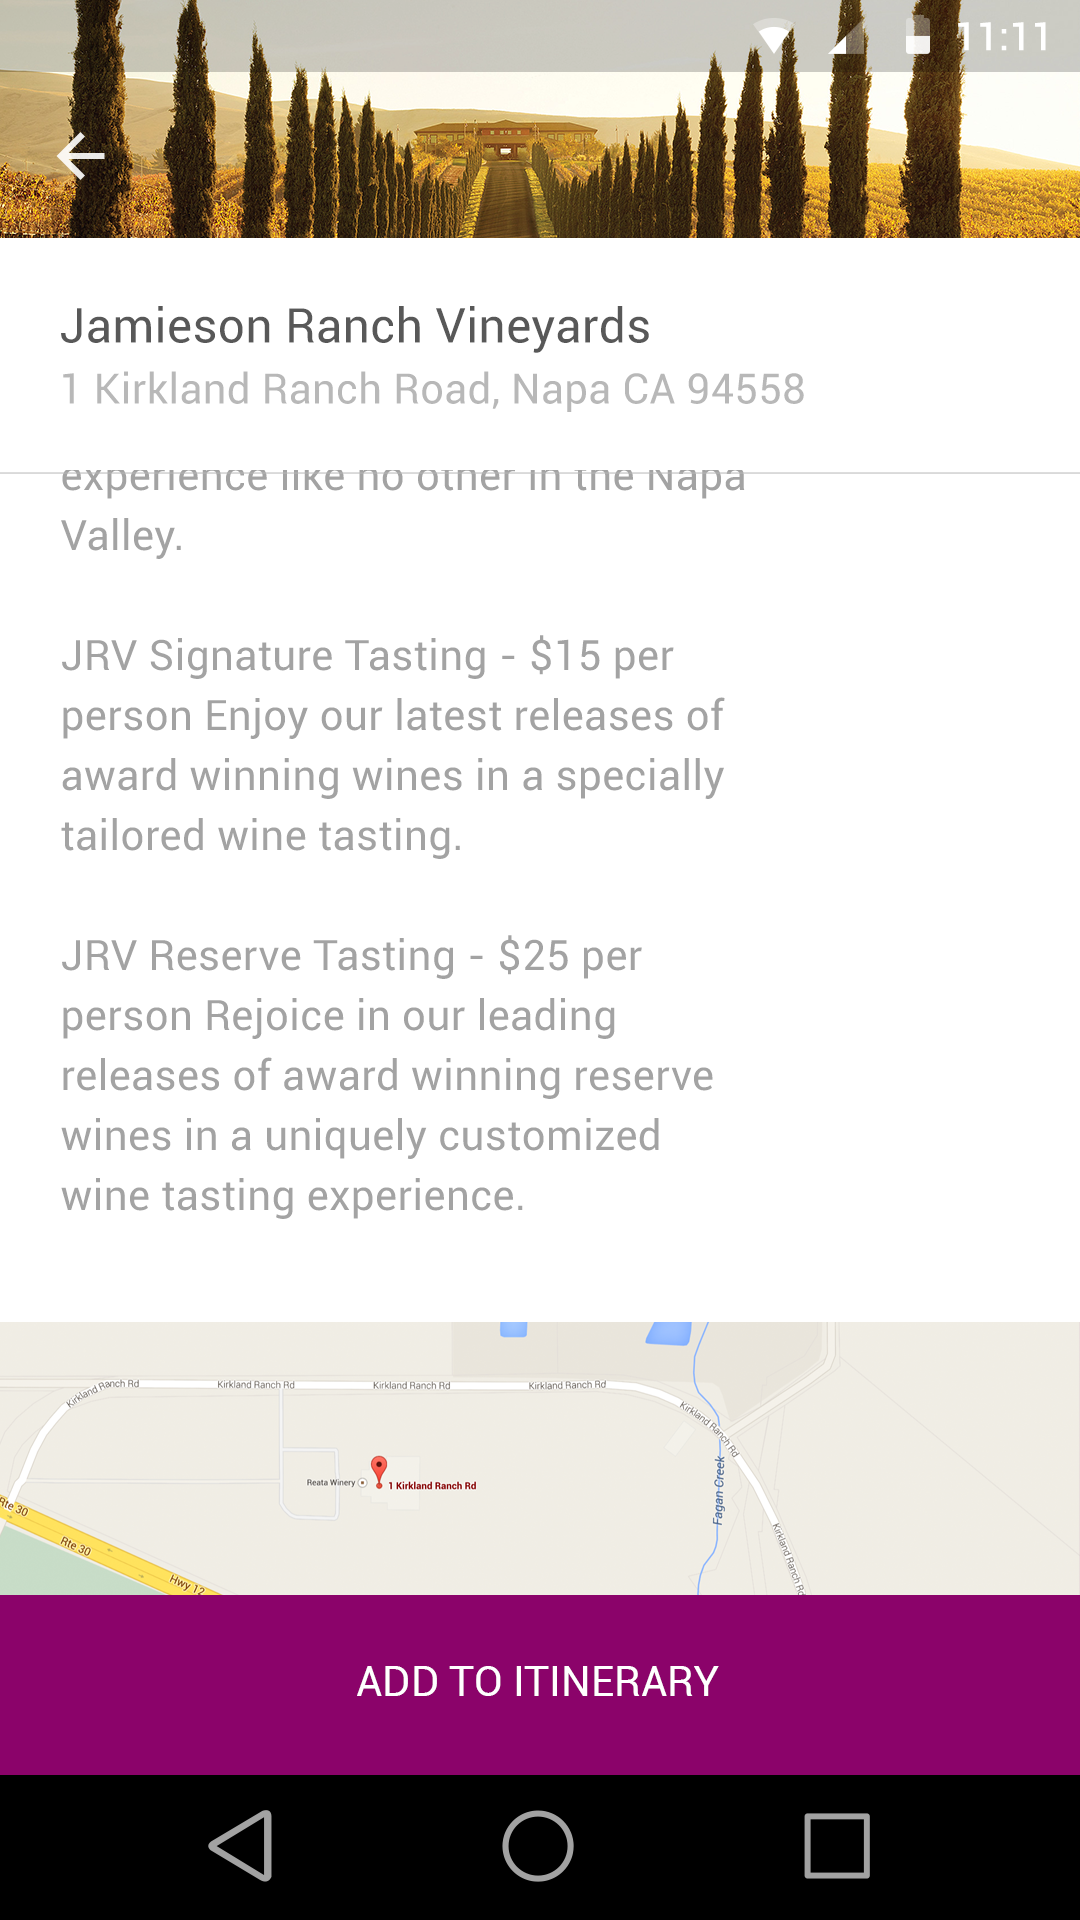 11:11
Jamieson Ranch Vineyards
1 Kirkland Ranch Road, Napa CA 94558
experience like no other in the Napa
Valley.
JRV Signature Tasting - $15 per
person Enjoy our latest releases of
award winning wines in a specially
tailored wine tasting.
JRV Reserve Tasting - $25 per
person Rejoice in our leading
releases of award winning reserve
wines in a uniquely customized
wine tasting experience.
Kirkland Ranch Rd
Kirkland Ranch Rd
Kirkland Ranch Rd
Kirkland Ranch Rd
Kirkland Ranch Rd
Reata Winery
1 Kirkland Ranch Rd
Fagan Creek
Rte 30
Rte 30
Hwy 12
Kirkland Ranch Rd
ADD TO ITINERARY